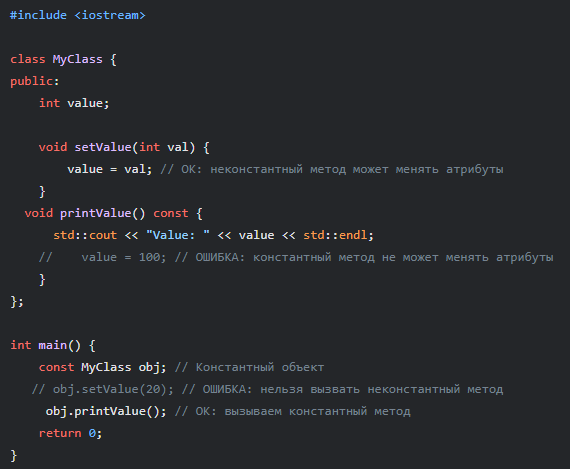 #include <iostream>

class MyClass {
public:
    int value;

    void setValue(int val) {
        value = val; // OK: неконстантный метод может менять атрибуты
    }
  void printValue() const {
      std::cout << "Value: " << value << std::endl;
    //    value = 100; // ОШИБКА: константный метод не может менять атрибуты
    }
};

int main() {
    const MyClass obj; // Константный объект
   // obj.setValue(20); // ОШИБКА: нельзя вызвать неконстантный метод
     obj.printValue(); // OK: вызываем константный метод
    return 0;
}